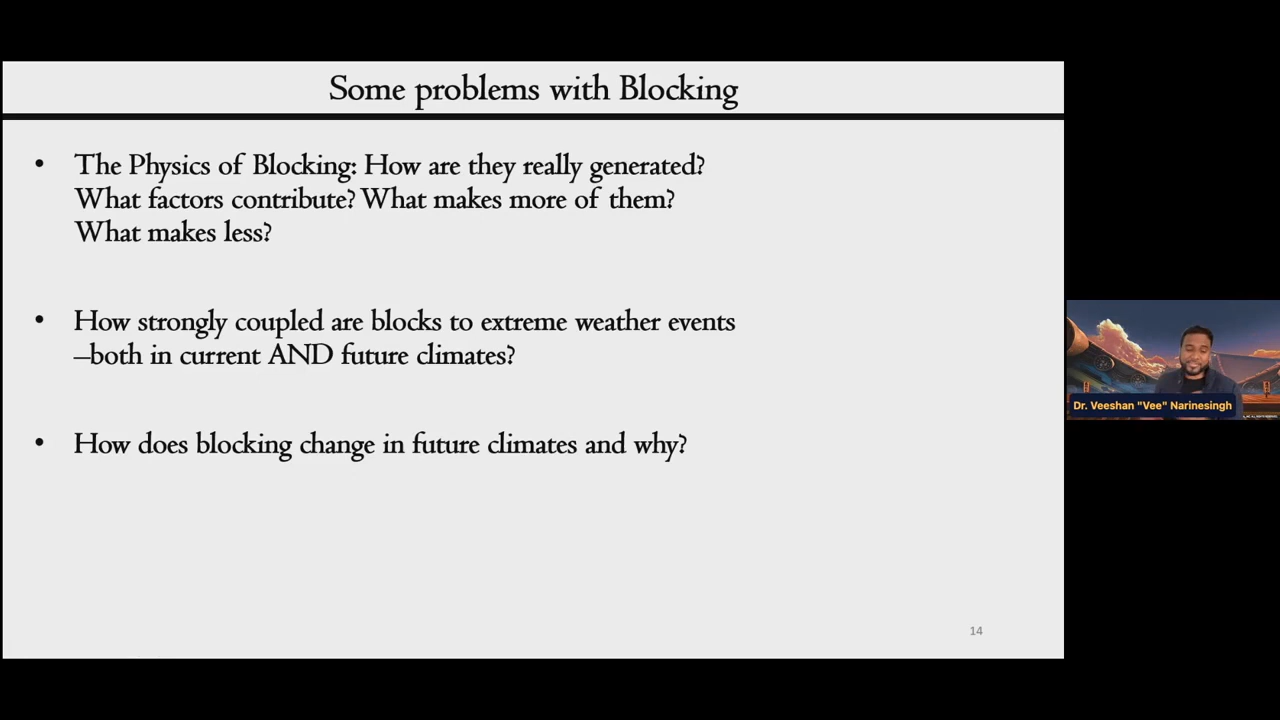 Some problems with Blocking
• The Physics of Blocking: How are they really generated?
What factors contribute? What makes more of them?
What makes less?
• How strongly coupled are blocks to extreme weather events
–both in current AND future climates?
• How does blocking change in future climates and why?
14
Dr. Veeshan "Vee" Narinesingh